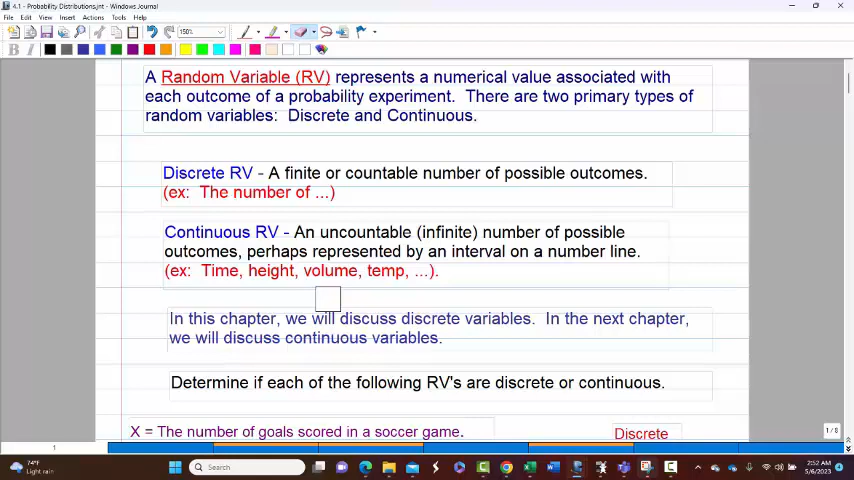 4.1 - Probability Distributions.jnt - Windows Journal
File Edit View Insert Actions Tools Help
150%
B I
A Random Variable (RV) represents a numerical value associated with
each outcome of a probability experiment. There are two primary types of
random variables: Discrete and Continuous.
Discrete RV - A finite or countable number of possible outcomes.
(ex: The number of ...)
Continuous RV - An uncountable (infinite) number of possible
outcomes, perhaps represented by an interval on a number line.
(ex: Time, height, volume, temp, ...).
In this chapter, we will discuss discrete variables. In the next chapter,
we will discuss continuous variables.
Determine if each of the following RV's are discrete or continuous.
X = The number of goals scored in a soccer game. Discrete
1 / 8
1
74°F
Light rain
Search
2:52 AM
5/6/2023